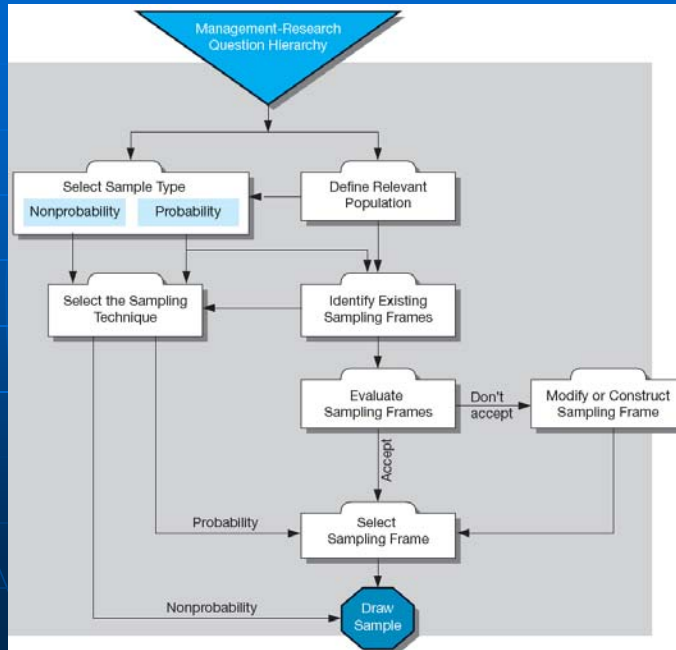 Management-Research
Question Hierarchy
Select Sample Type
Nonprobability
Probability
Define Relevant
Population
Select the Sampling
Technique
Identify Existing
Sampling Frames
Evaluate
Sampling Frames
Don't
accept
Modify or Construct
Sampling Frame
Accept
Probability
Select
Sampling Frame
Nonprobability
Draw
Sample